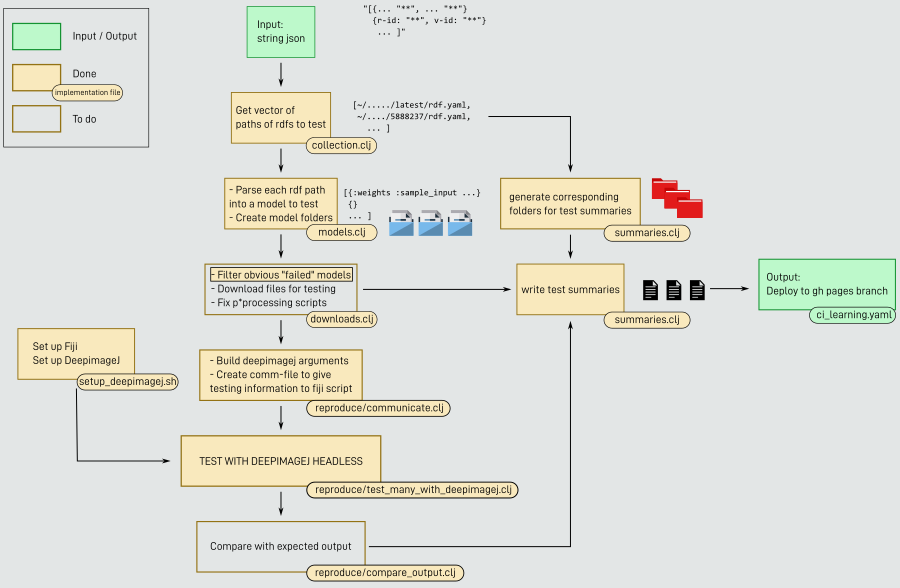 Input / Output
Done
implementation file
To do
Input:
string json
"[{... "**", ... "**"}
{r-id: "**", v-id: "**"}
... ]"
Get vector of
paths of rdfs to test
collection.clj
[~/...../latest/rdf.yaml,
~/..../5888237/rdf.yaml,
... ]
- Parse each rdf path
into a model to test
- Create model folders
models.clj
[{:weights :sample_input ...}
{}
... ]
generate corresponding
folders for test summaries
summaries.clj
- Filter obvious "failed" models
- Download files for testing
- Fix p*processing scripts
downloads.clj
write test summaries
summaries.clj
Output:
Deploy to gh pages branch
ci_learning.yaml
Set up Fiji
Set up DeepimageJ
setup_deepimagej.sh
- Build deepimagej arguments
- Create comm-file to give
testing information to fiji script
reproduce/communicate.clj
TEST WITH DEEPIMAGEJ HEADLESS
reproduce/test_many_with_deepimagej.clj
Compare with expected output
reproduce/compare_output.clj